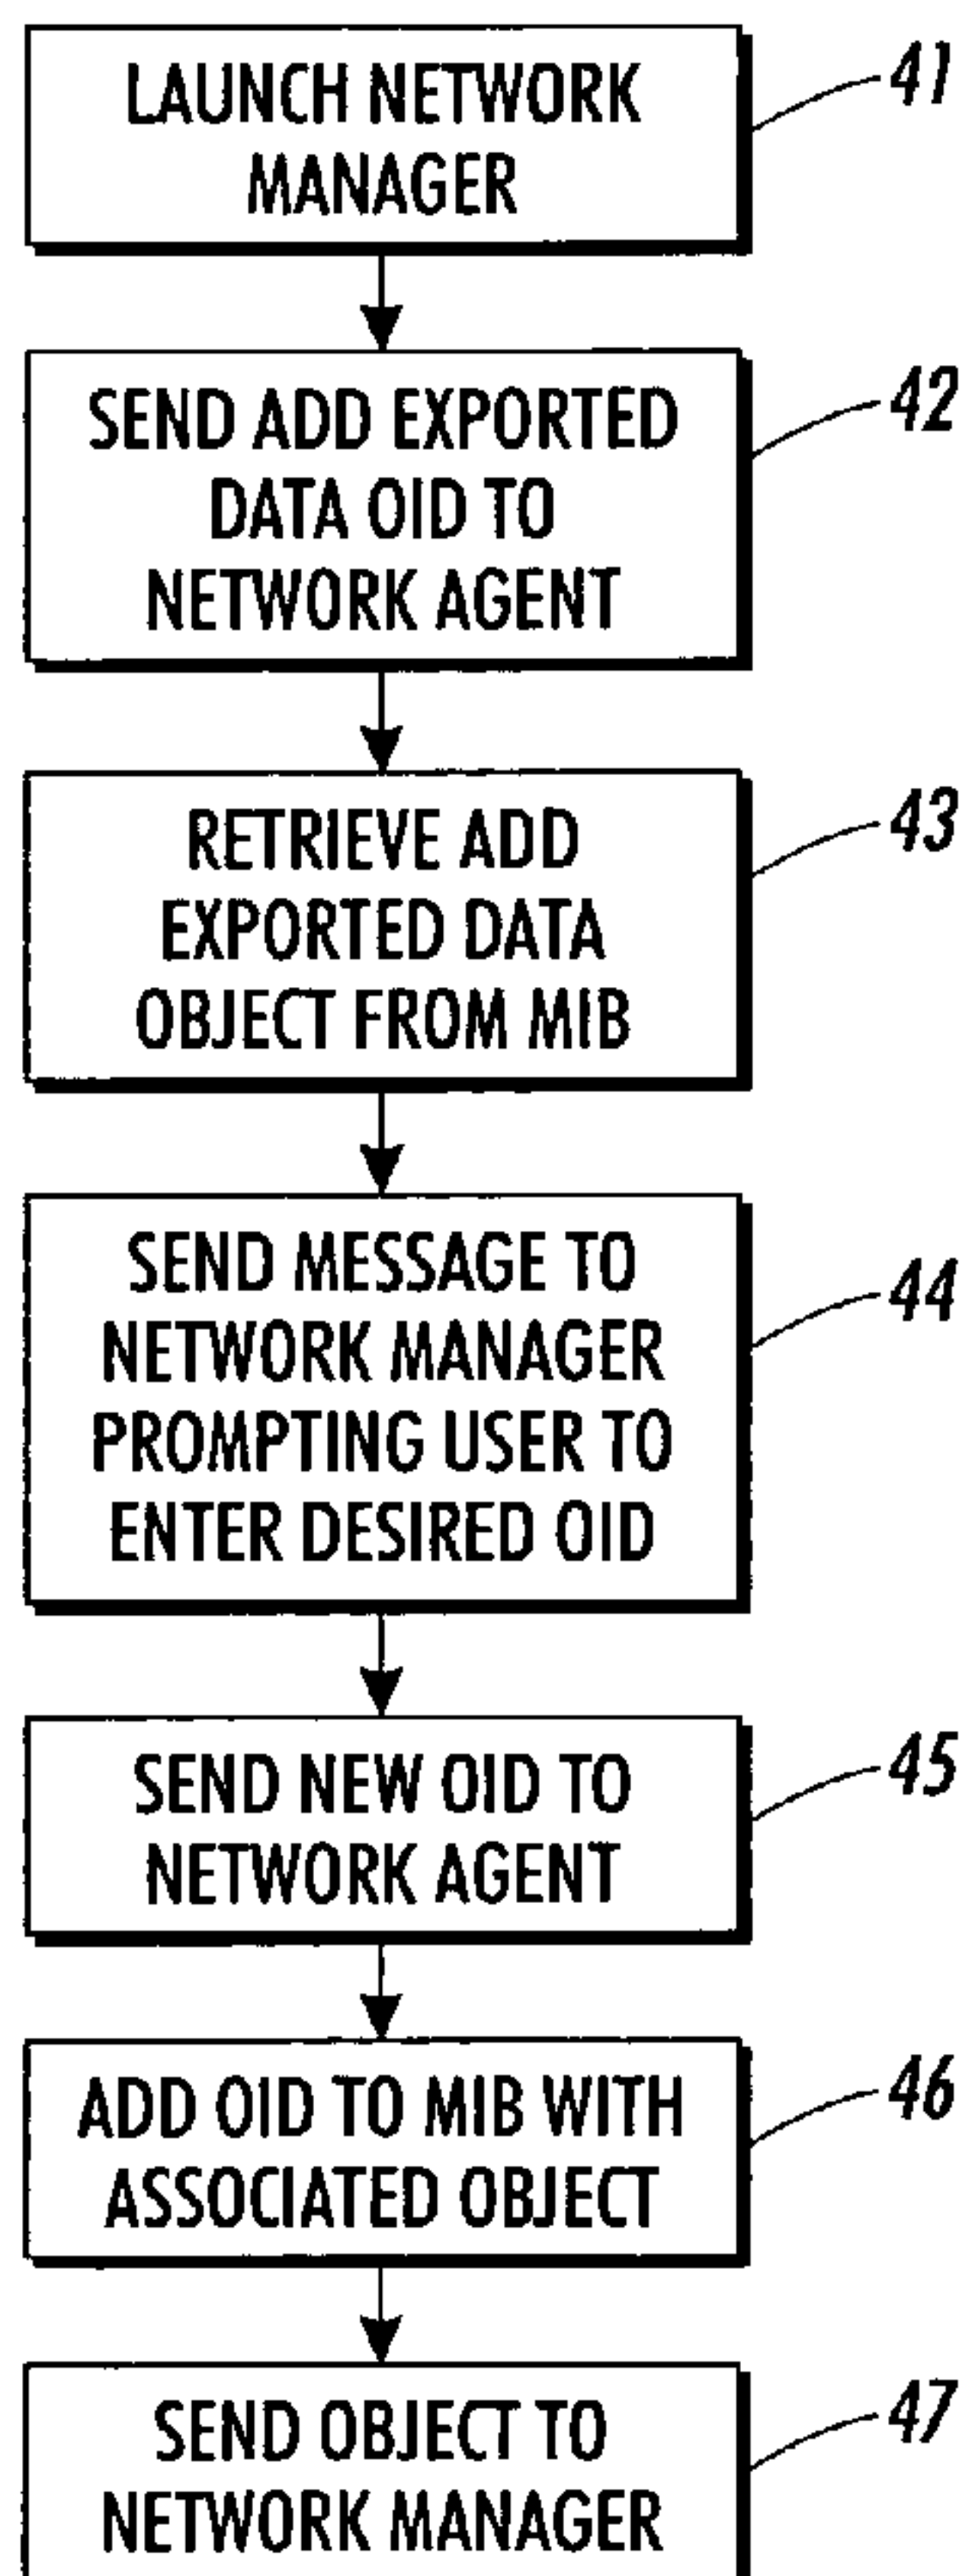 LAUNCH NETWORK
MANAGER
41
SEND ADD EXPORTED
DATA OID TO
NETWORK AGENT
42
RETRIEVE ADD
EXPORTED DATA
OBJECT FROM MIB
43
SEND MESSAGE TO
NETWORK MANAGER
PROMPTING USER TO
ENTER DESIRED OID
44
SEND NEW OID TO
NETWORK AGENT
45
ADD OID TO MIB WITH
ASSOCIATED OBJECT
46
SEND OBJECT TO
NETWORK MANAGER
47